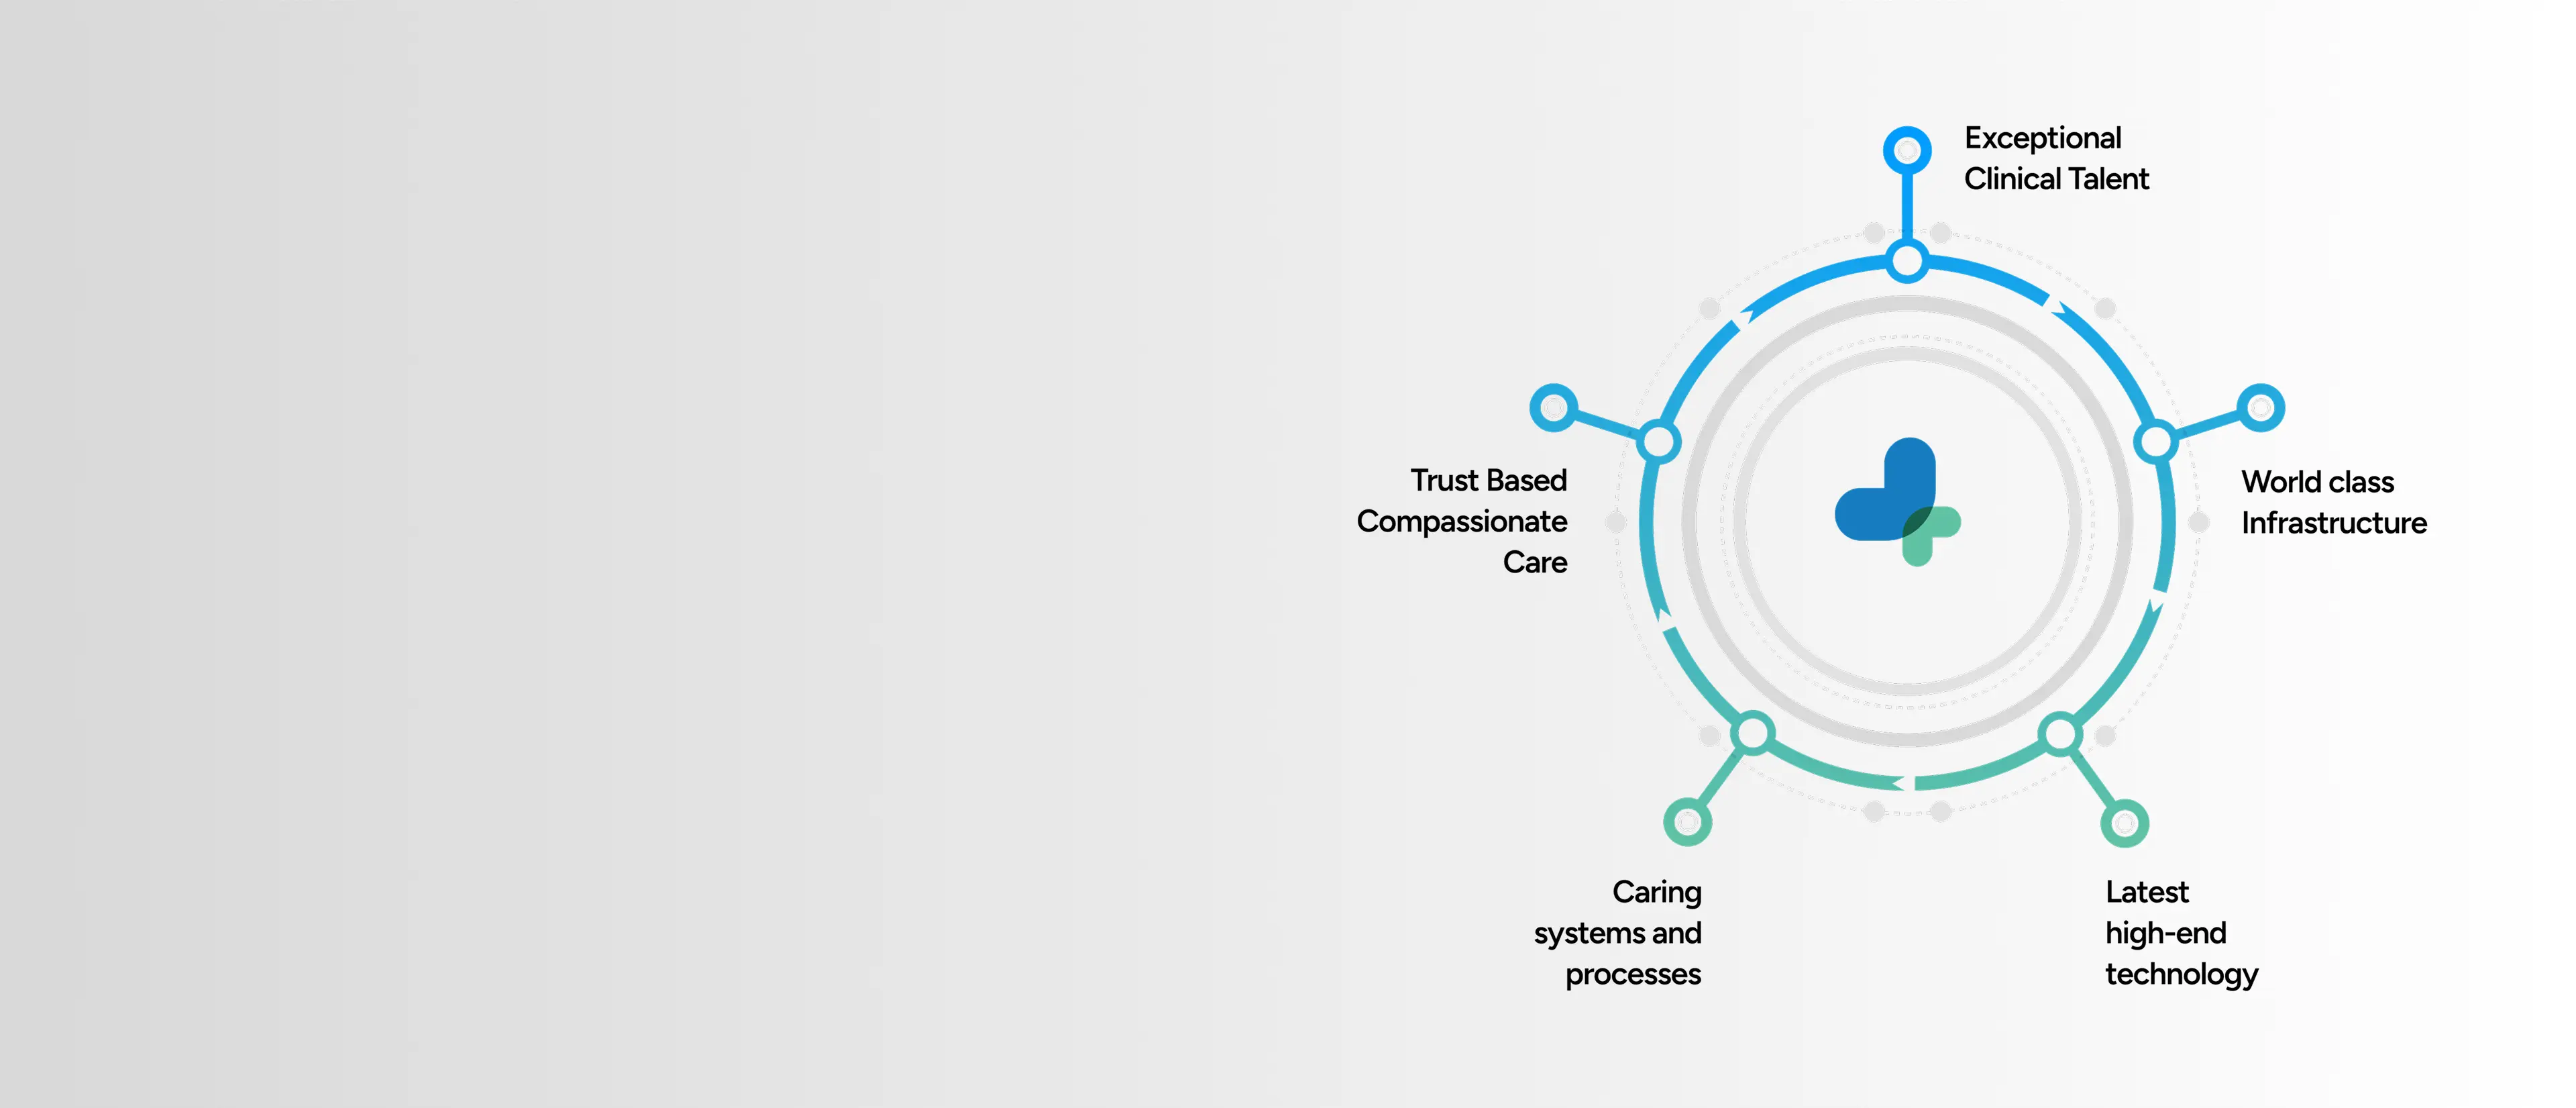 Exceptional
Clinical Talent
Trust Based
Compassionate
Care
World class
Infrastructure
Caring
systems and
processes
Latest
high-end
technology